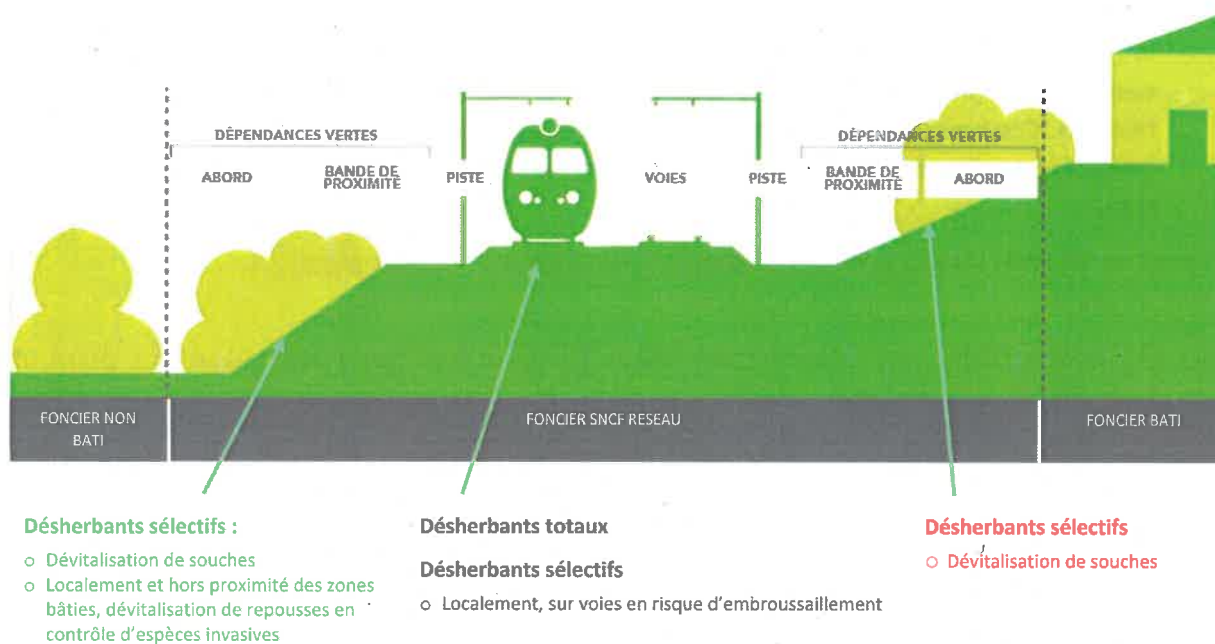 DÉPENDANCES VERTES
DÉPENDANCES VERTES
ABORD
BANDE DE
PROXIMITÉ
PISTE
VOIES
PISTE
BANDE DE
PROXIMITÉ
ABORD
FONCIER NON
BATI
FONCIER SNCF RESEAU
FONCIER BATI
Désherbants sélectifs :
o Dévitalisation de souches
o Localement et hors proximité des zones
bâties, dévitalisation de repousses en
contrôle d'espèces invasives
Désherbants totaux
Désherbants sélectifs
o Localement, sur voies en risque d'embroussaillement
Désherbants sélectifs
o Dévitalisation de souches